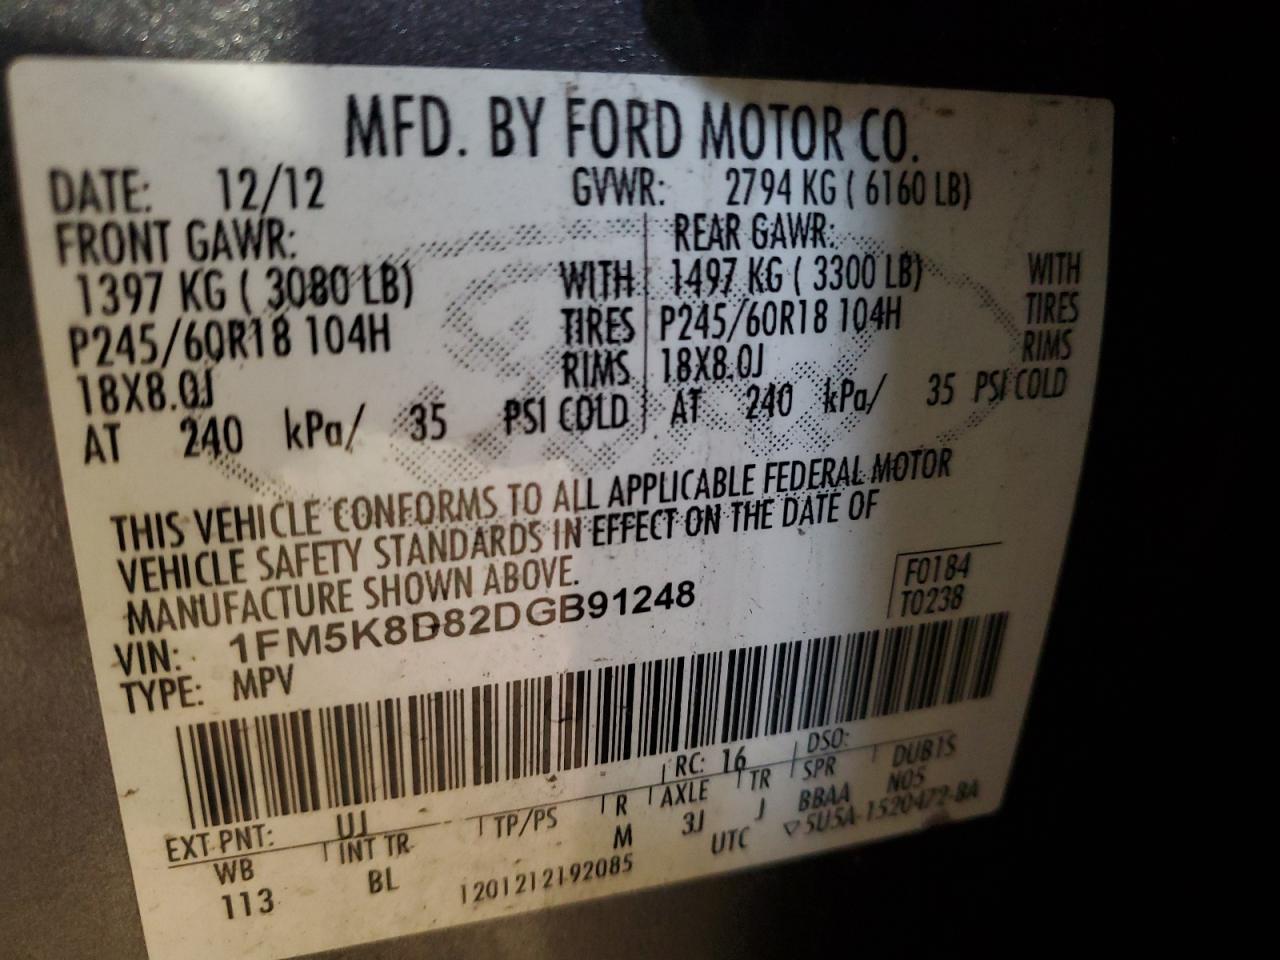 MFD. BY FORD MOTOR CO.
DATE: 12/12 GVWR: 2794 KG ( 6160 LB)
FRONT GAWR: REAR GAWR:
1397 KG ( 3080 LB) WITH 1497 KG ( 3300 LB) WITH
P245/60R18 104H TIRES P245/60R18 104H TIRES
18X8.0J RIMS 18X8.0J RIMS
AT 240 kPa/ 35 PSI COLD AT 240 kPa/ 35 PSI COLD
THIS VEHICLE CONFORMS TO ALL APPLICABLE FEDERAL MOTOR
VEHICLE SAFETY STANDARDS IN EFFECT ON THE DATE OF
MANUFACTURE SHOWN ABOVE.
F0184
T0238
VIN: 1FM5K8D82DGB91248
TYPE: MPV
EXT PNT: UJ RC: 16 DSO:
WB INT TR TP/PS R AXLE TR SPR DUB1S
113 BL M 3J J BBAA N05
1201212192085 UTC ▽5U5A-1520472-BA